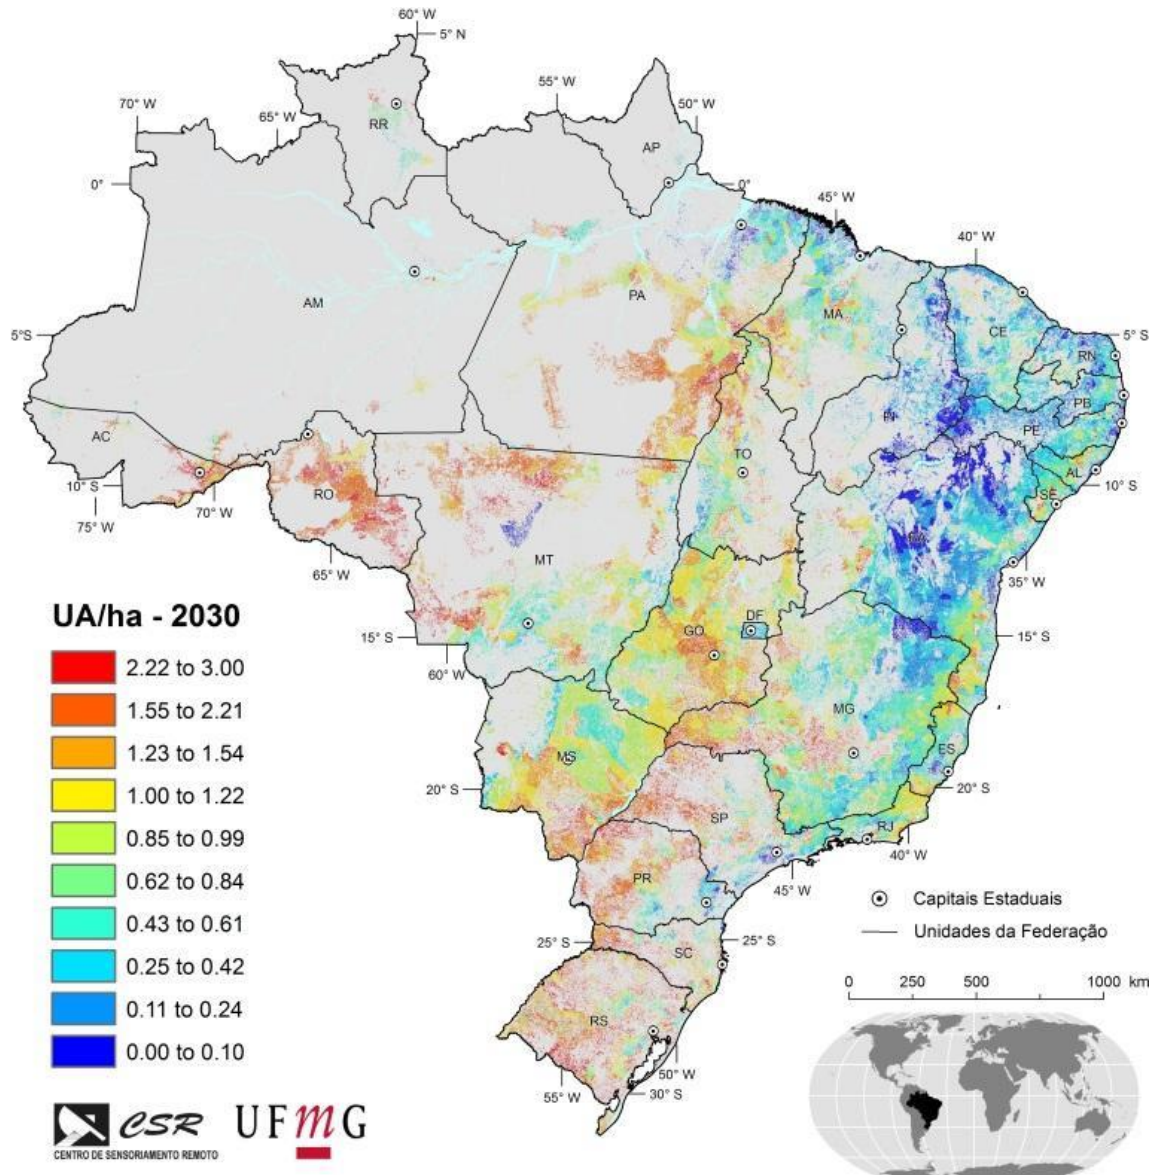 60° W
5° N
70° W
65° W
55° W
50° W
RR
AP
0°
0°
45° W
40° W
AM
PA
MA
CE
5°S
5° S
RN
PB
PI
PE
AC
TO
AL
10° S
10° S
SE
75° W
70° W
RO
BA
MT
65° W
35° W
UA/ha - 2030
DF
15° S
GO
15° S
60° W
2.22 to 3.00
1.55 to 2.21
MG
1.23 to 1.54
MS
ES
1.00 to 1.22
20° S
20° S
SP
RJ
0.85 to 0.99
40° W
45° W
0.62 to 0.84
PR
Capitais Estaduais
0.43 to 0.61
Unidades da Federação
25° S
25° S
SC
0.25 to 0.42
0 250 500 1000 km
0.11 to 0.24
RS
0.00 to 0.10
50° W
55° W
30° S
CSR
UFmG
CENTRO DE SENSORIAMENTO REMOTO